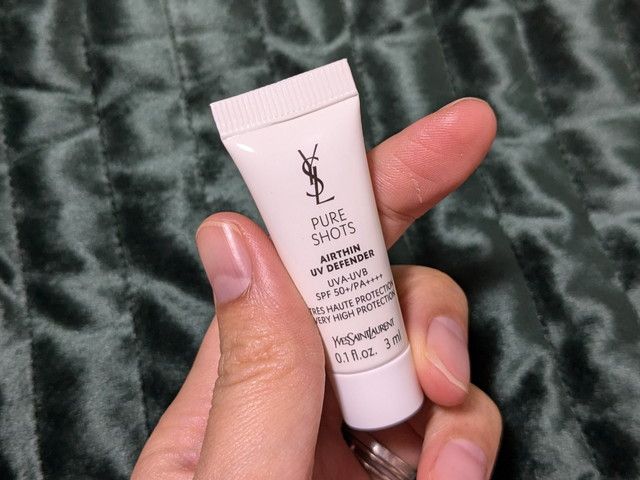 YSL
PURE
SHOTS
AIRTHIN
UV DEFENDER
UVA-UVB
SPF 50+/PA++++
TRÈS HAUTE PROTECTION
VERY HIGH PROTECTION
YVESSAINTLAURENT
0.1 fl.oz. 3 ml